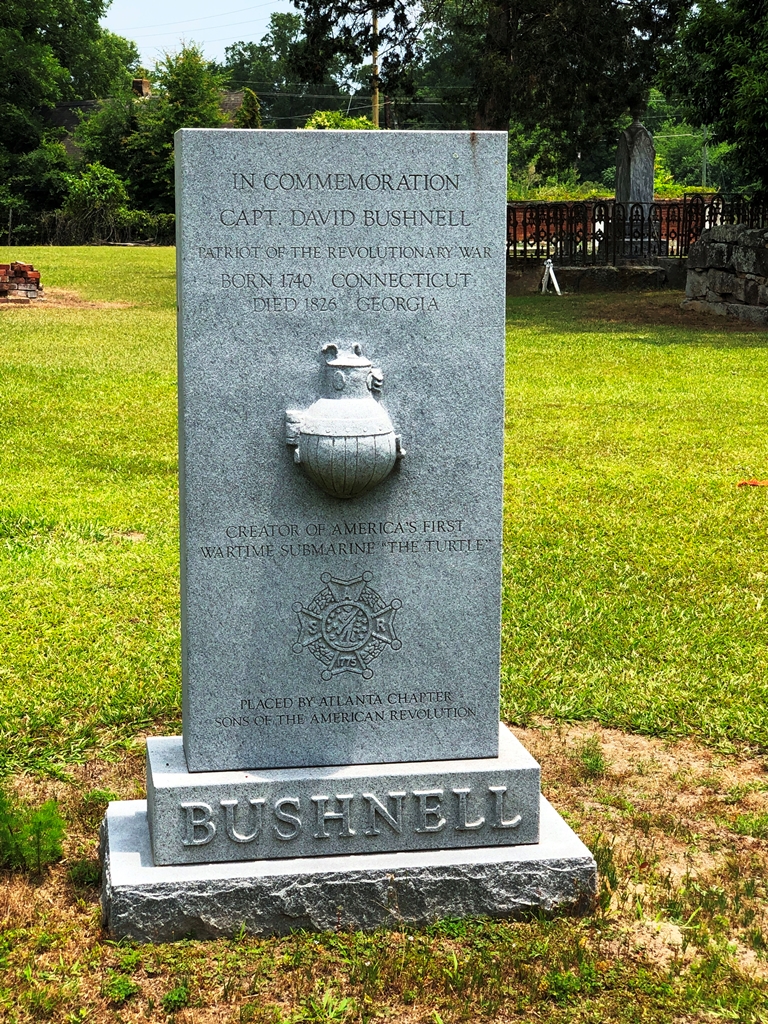 IN COMMEMORATION
CAPT. DAVID BUSHNELL
PATRIOT OF THE REVOLUTIONARY WAR
BORN 1740 CONNECTICUT
DIED 1826 GEORGIA
CREATOR OF AMERICA'S FIRST
WARTIME SUBMARINE "THE TURTLE"
S A R
1775
PLACED BY ATLANTA CHAPTER
SONS OF THE AMERICAN REVOLUTION
BUSHNELL